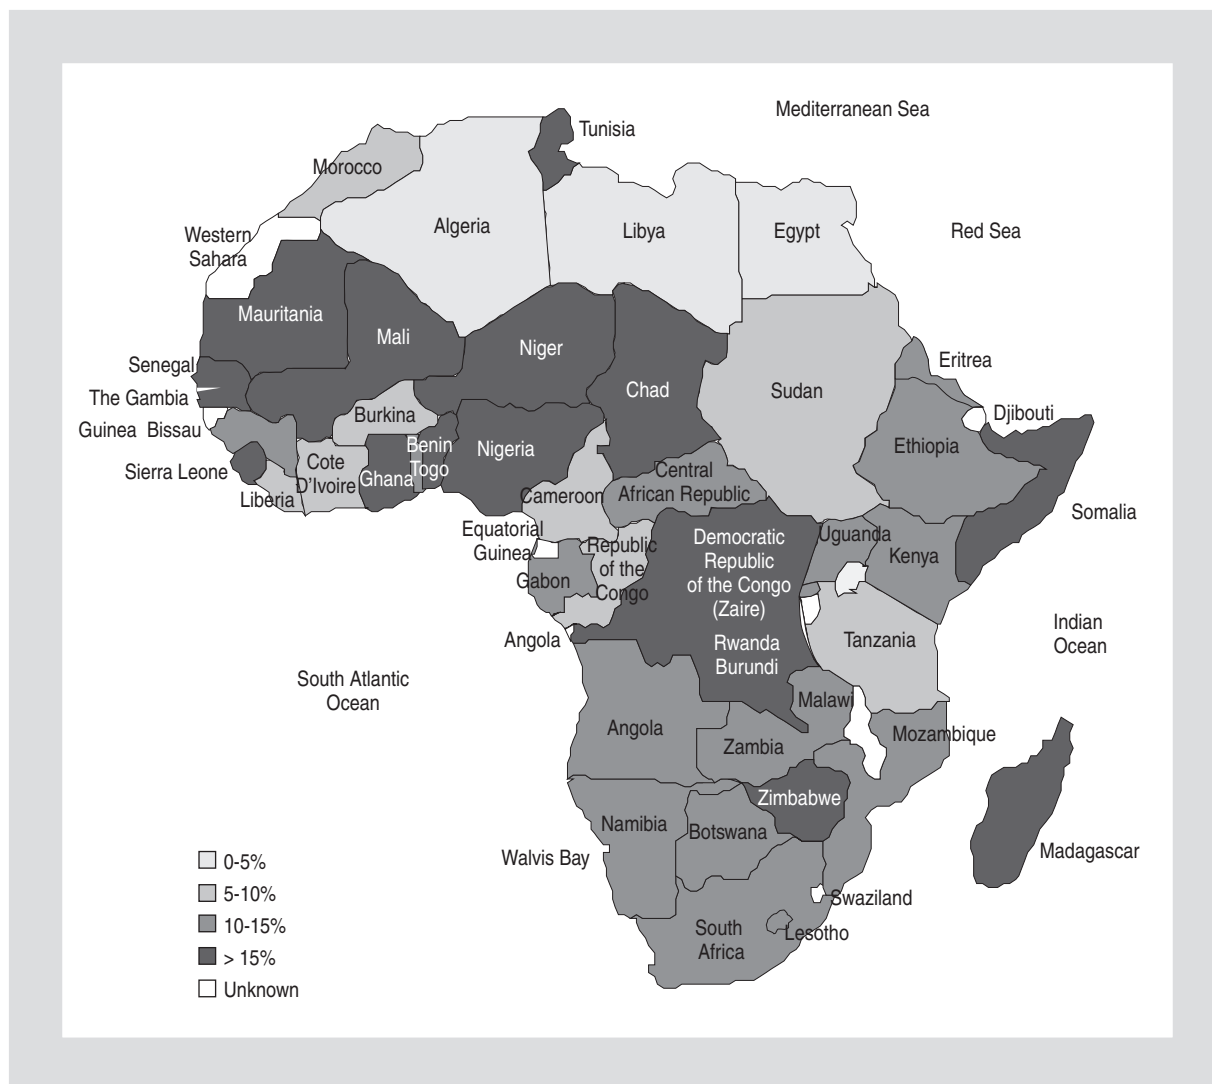 Mediterranean Sea
Tunisia
Morocco
Algeria
Libya
Egypt
Red Sea
Western
Sahara
Mauritania
Mali
Niger
Chad
Sudan
Eritrea
Senegal
The Gambia
Guinea Bissau
Burkina
Djibouti
Benin
Togo
Nigeria
Ethiopia
Sierra Leone
Cote
D'Ivoire
Ghana
Liberia
Central
African Republic
Cameroon
Somalia
Equatorial
Guinea
Republic
of the
Congo
Democratic
Republic
of the Congo
(Zaire)
Uganda
Kenya
Gabon
Rwanda
Burundi
Tanzania
Indian
Ocean
Angola
South Atlantic
Ocean
Malawi
Angola
Zambia
Mozambique
Zimbabwe
Namibia
Botswana
Walvis Bay
Madagascar
Swaziland
South
Africa
Lesotho
0-5%
5-10%
10-15%
> 15%
Unknown